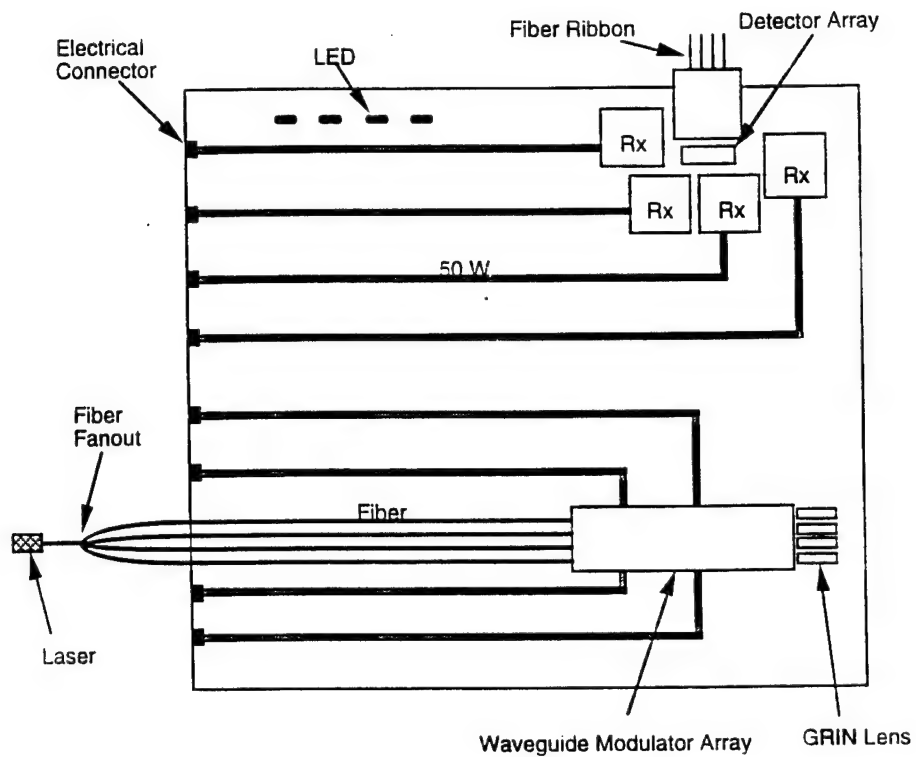 Electrical
Connector
LED
Fiber Ribbon
Detector Array
Rx
Rx
Rx
Rx
50 W
Fiber
Fanout
Fiber
Laser
Waveguide Modulator Array
GRIN Lens